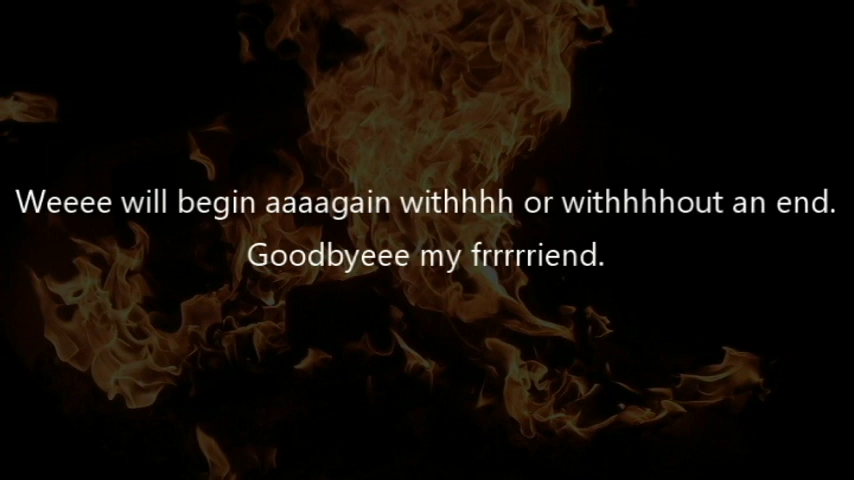 Weeee will begin aaaagain withhhh or withhhhout an end.
Goodbyeee my frrrrriend.